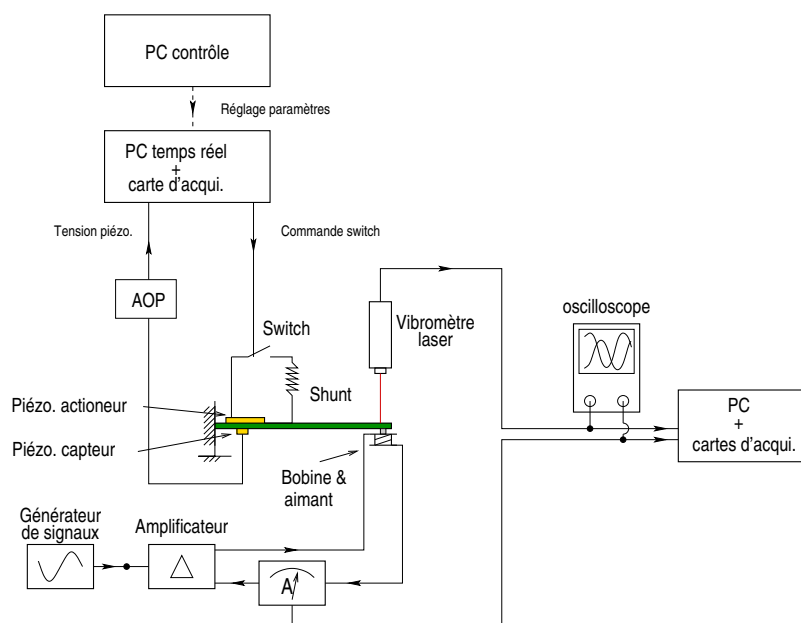 PC contrôle
Réglage paramètres
PC temps réel
+
carte d'acqui.
Tension piézo.
Commande switch
AOP
Switch
Vibromètre
laser
oscilloscope
Shunt
Piézo. actioneur
Piézo. capteur
PC
+
cartes d'acqui.
Bobine &
aimant
Générateur
de signaux
Amplificateur
A